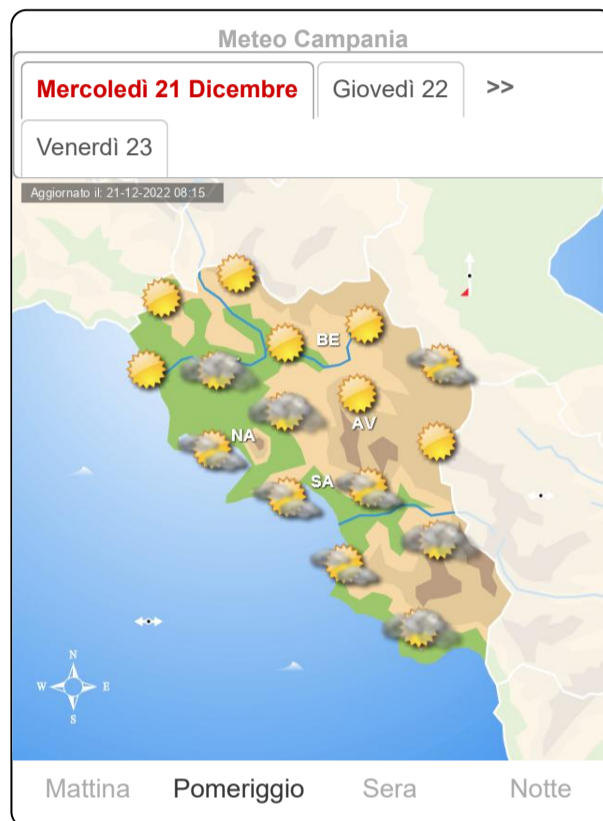 Meteo Campania
Mercoledì 21 Dicembre
Giovedì 22
>>
Venerdì 23
Aggiornato il: 21-12-2022 08:15
BE
AV
NA
SA
N
W E
S
Mattina Pomeriggio Sera Notte